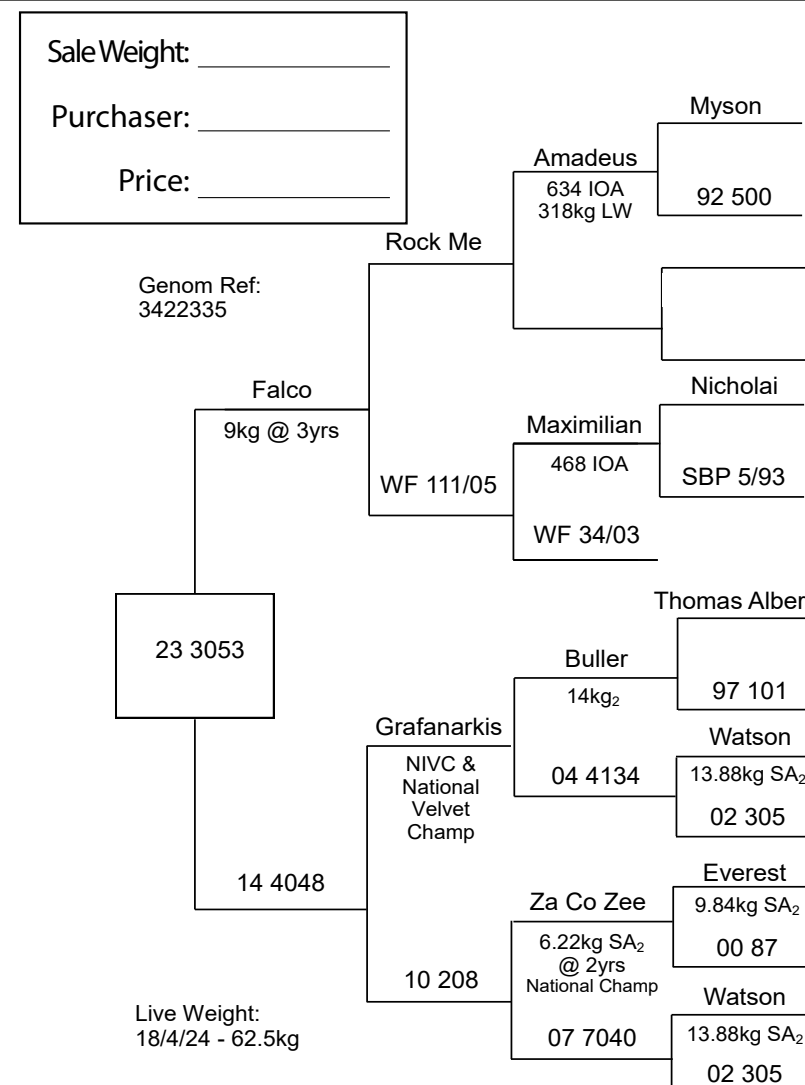 Sale Weight:
Purchaser:
Price:
Genom Ref:
3422335
Myson
Amadeus
634 IOA
318kg LW
92 500
Rock Me
Falco
9kg @ 3yrs
Nicholai
Maximilian
468 IOA
SBP 5/93
WF 111/05
WF 34/03
23 3053
Thomas Alber
Buller
14kg₂
97 101
Grafanarkis
NIVC &
National
Velvet
Champ
Watson
04 4134
13.88kg SA₂
02 305
14 4048
Everest
Za Co Zee
9.84kg SA₂
6.22kg SA₂
@ 2yrs
National Champ
00 87
10 208
Watson
07 7040
13.88kg SA₂
02 305
Live Weight:
18/4/24 - 62.5kg